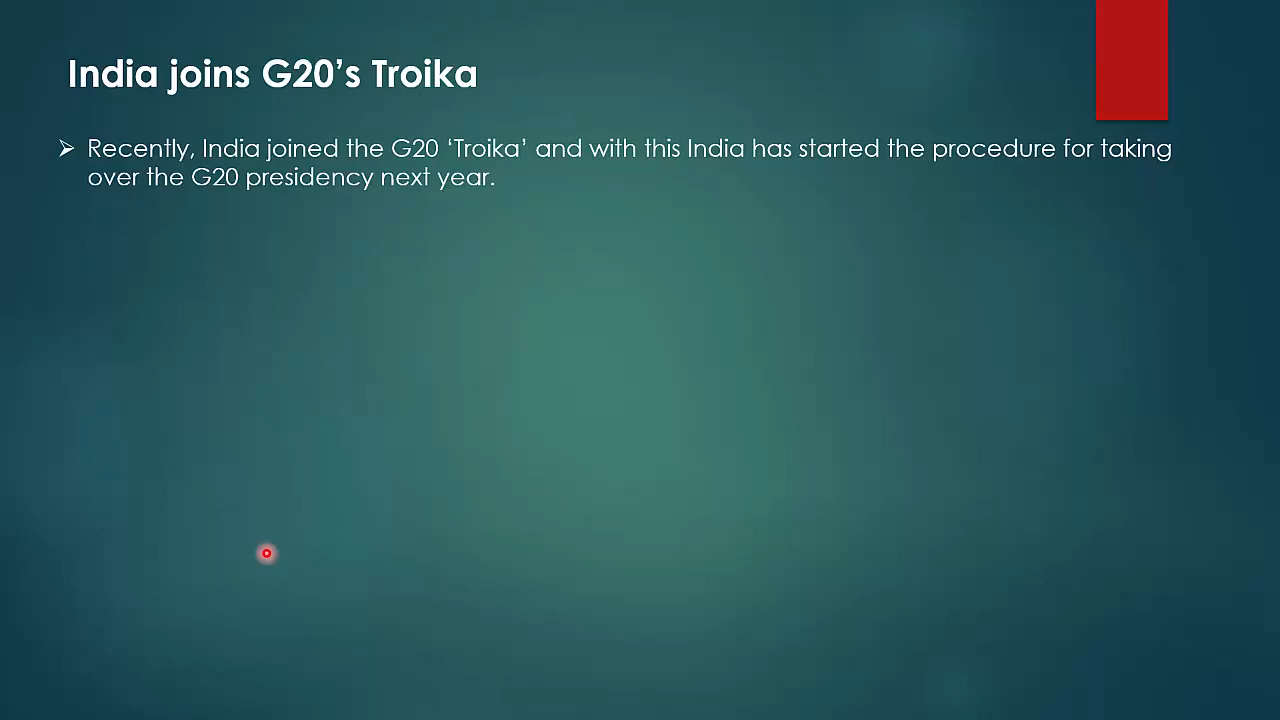 India joins G20’s Troika
➢ Recently, India joined the G20 ‘Troika’ and with this India has started the procedure for taking
over the G20 presidency next year.